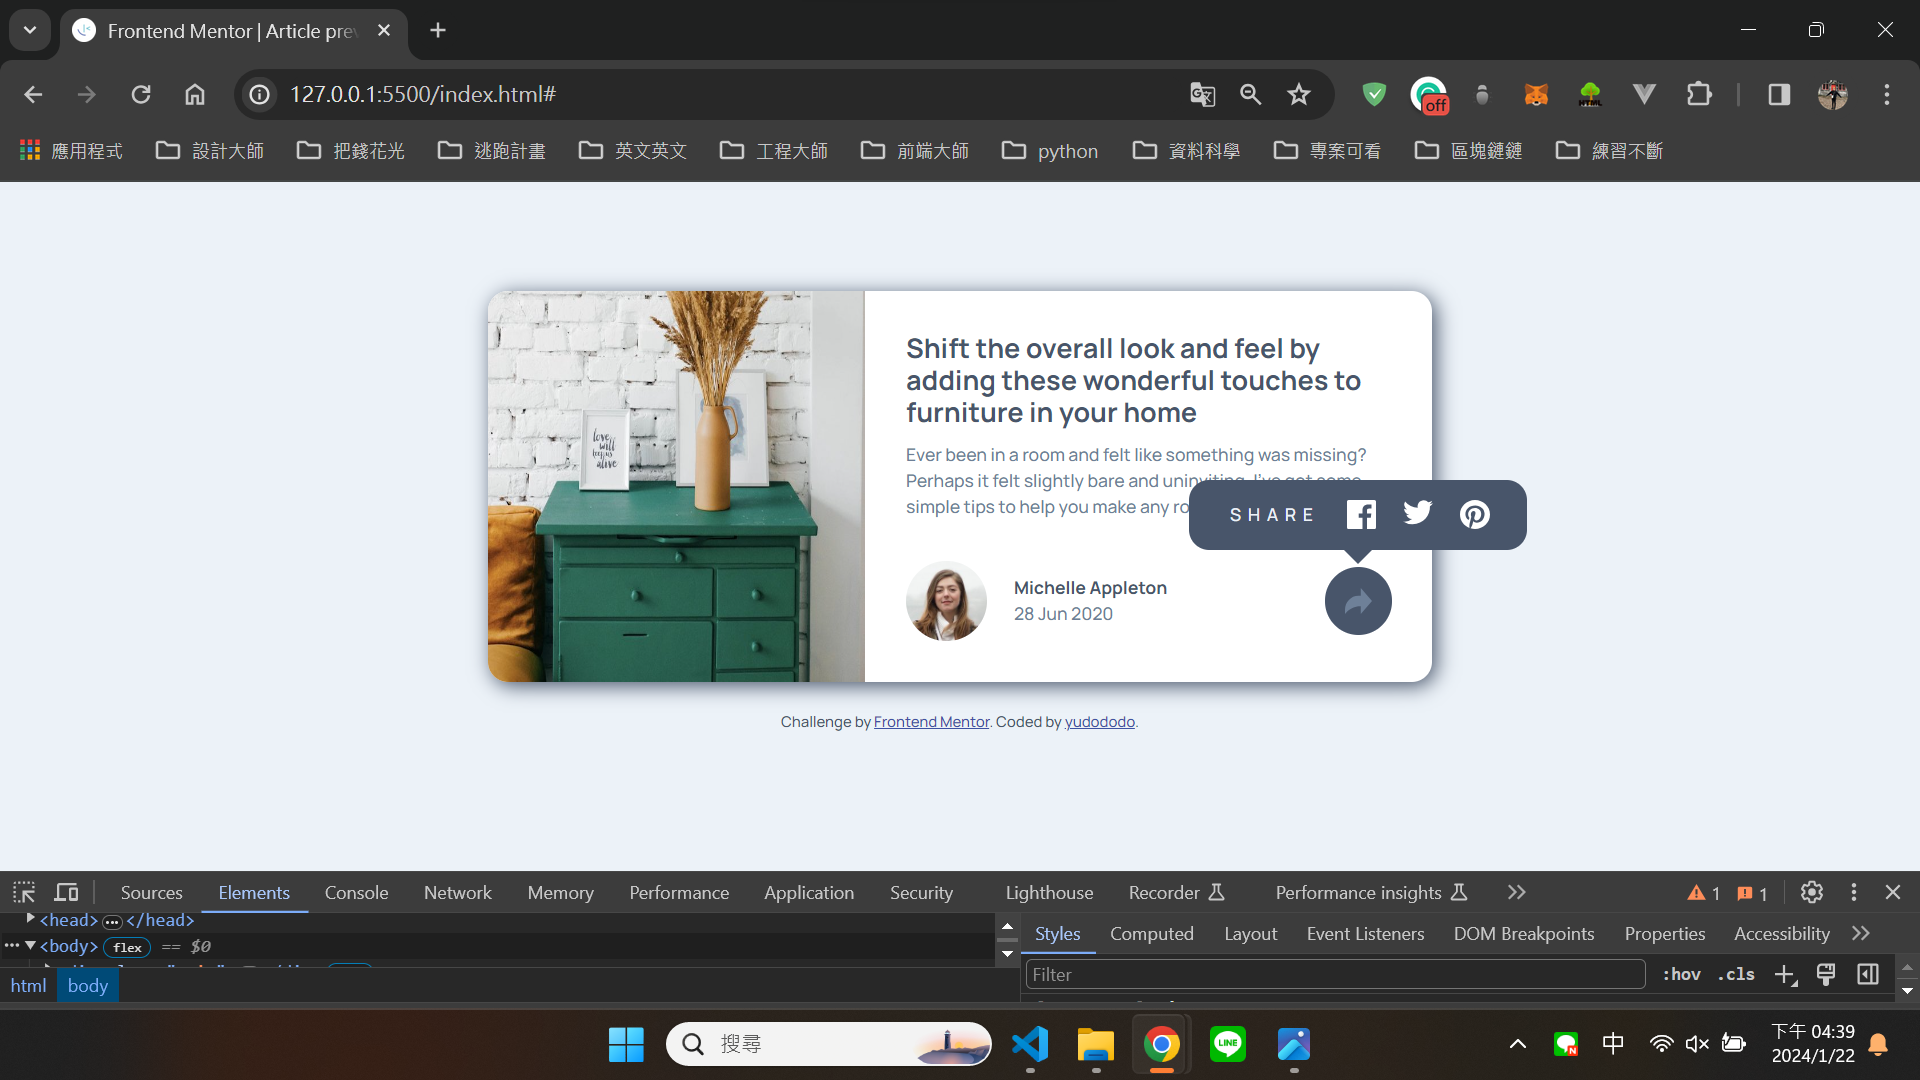 Frontend Mentor | Article prev
127.0.0.1:5500/index.html#
off
HTML
應用程式 設計大師 把錢花光 逃跑計畫 英文英文 工程大師 前端大師 python 資料科學 專案可看 區塊鏈鏈 練習不斷
love
will
keep us
alive
Shift the overall look and feel by
adding these wonderful touches to
furniture in your home
Ever been in a room and felt like something was missing?
Perhaps it felt slightly bare and uninviting. I've got some
simple tips to help you make any ro
SHARE
Michelle Appleton
28 Jun 2020
Challenge by Frontend Mentor. Coded by yudododo.
Sources Elements Console Network Memory Performance Application Security Lighthouse Recorder Performance insights 1 1
<head> ••• </head>
••• <body> flex == $0
html body
Styles Computed Layout Event Listeners DOM Breakpoints Properties Accessibility
Filter :hov .cls
搜尋
LINE
N
中
下午 04:39
2024/1/22